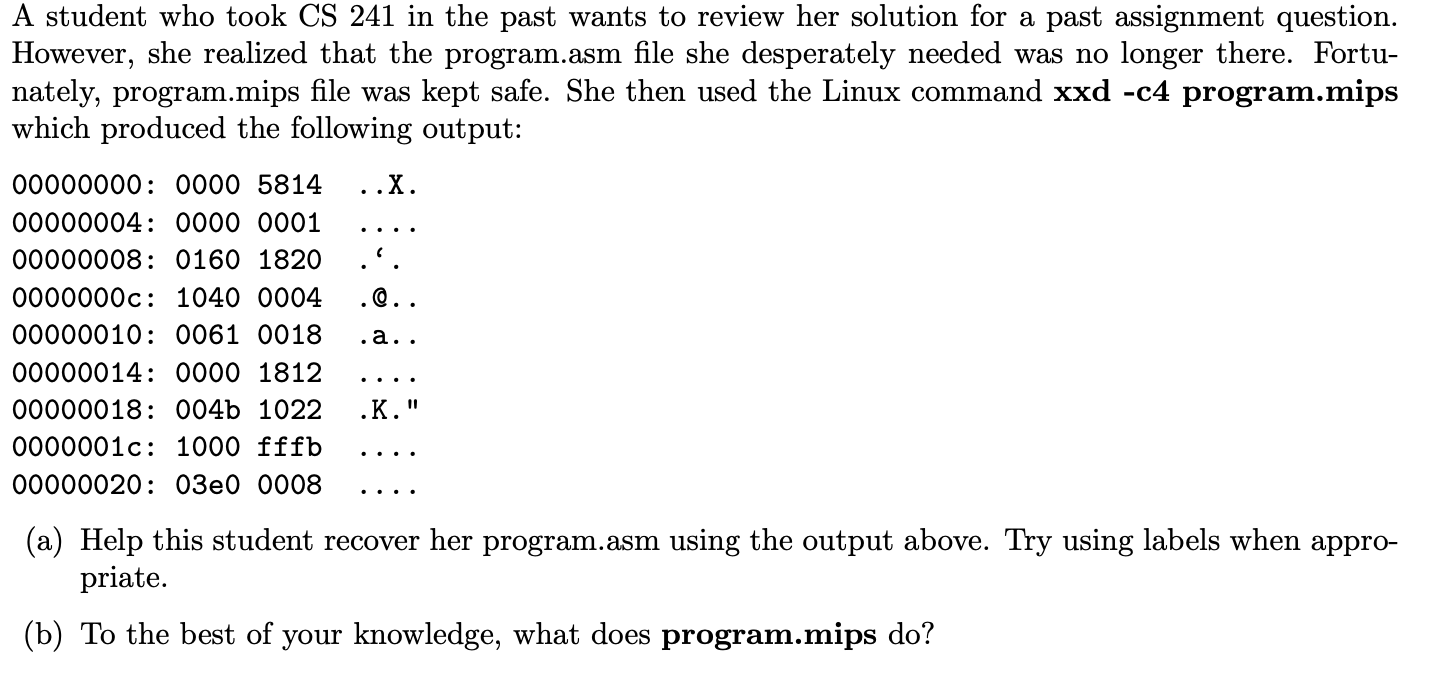 A student who took CS 241 in the past wants to review her solution for a past assignment question.
However, she realized that the program.asm file she desperately needed was no longer there. Fortu-
nately, program.mips file was kept safe. She then used the Linux command xxd -c4 program.mips
which produced the following output:
00000000: 0000 5814 ..X.
00000004: 0000 0001 ....
00000008: 0160 1820 .‘.
0000000c: 1040 0004 .@..
00000010: 0061 0018 .a..
00000014: 0000 1812 ....
00000018: 004b 1022 .K."
0000001c: 1000 fffb ....
00000020: 03e0 0008 ....
(a) Help this student recover her program.asm using the output above. Try using labels when appro-
priate.
(b) To the best of your knowledge, what does program.mips do?